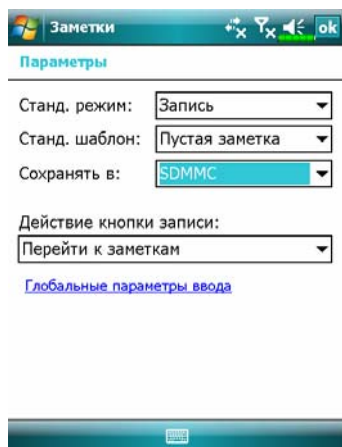 Заметки ok
Параметры
Станд. режим: Запись
Станд. шаблон: Пустая заметка
Сохранять в: SDMMC
Действие кнопки записи:
Перейти к заметкам
Глобальные параметры ввода